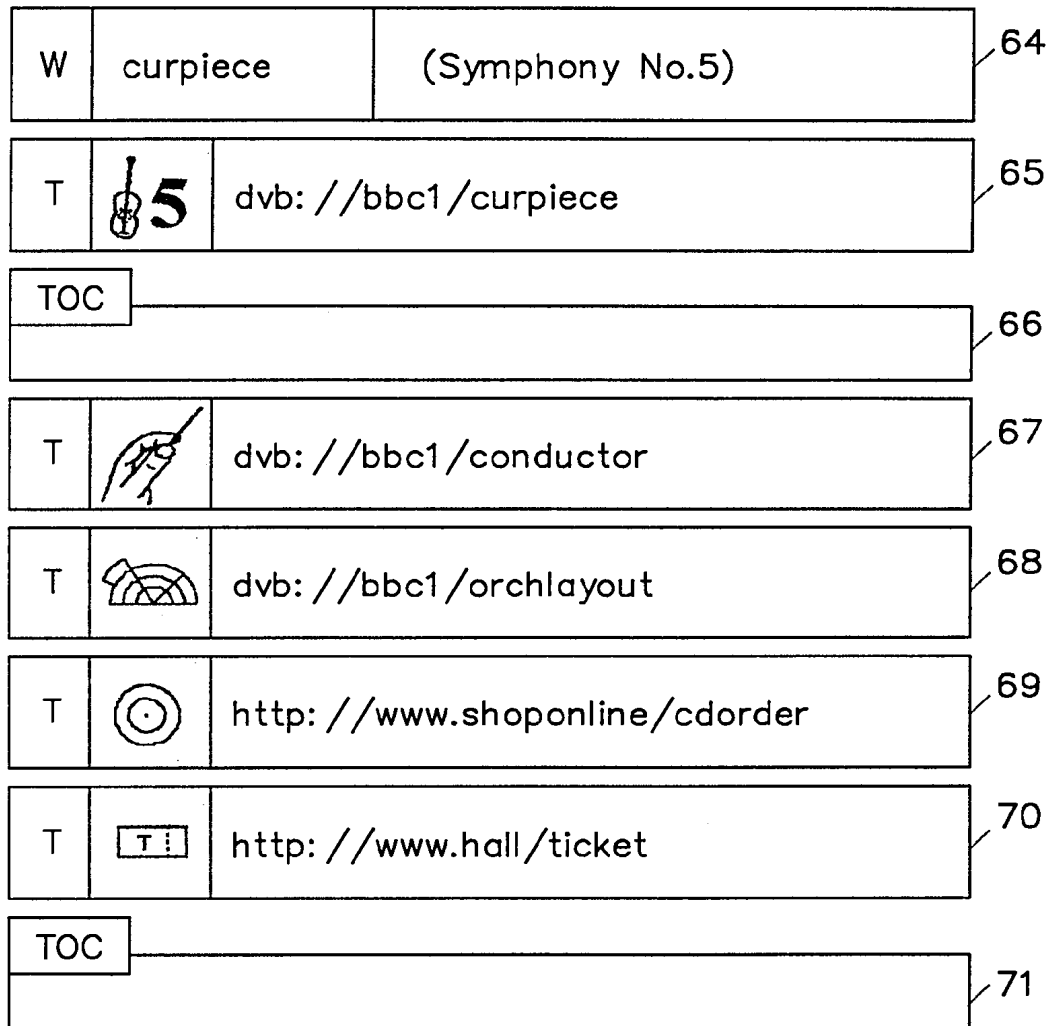 W curpiece (Symphony No.5) 64
T 5 dvb: //bbc1/curpiece 65
TOC
66
T dvb: //bbc1/conductor 67
T dvb: //bbc1/orchlayout 68
T http: //www.shoponline/cdorder 69
T T http: //www.hall/ticket 70
TOC
71